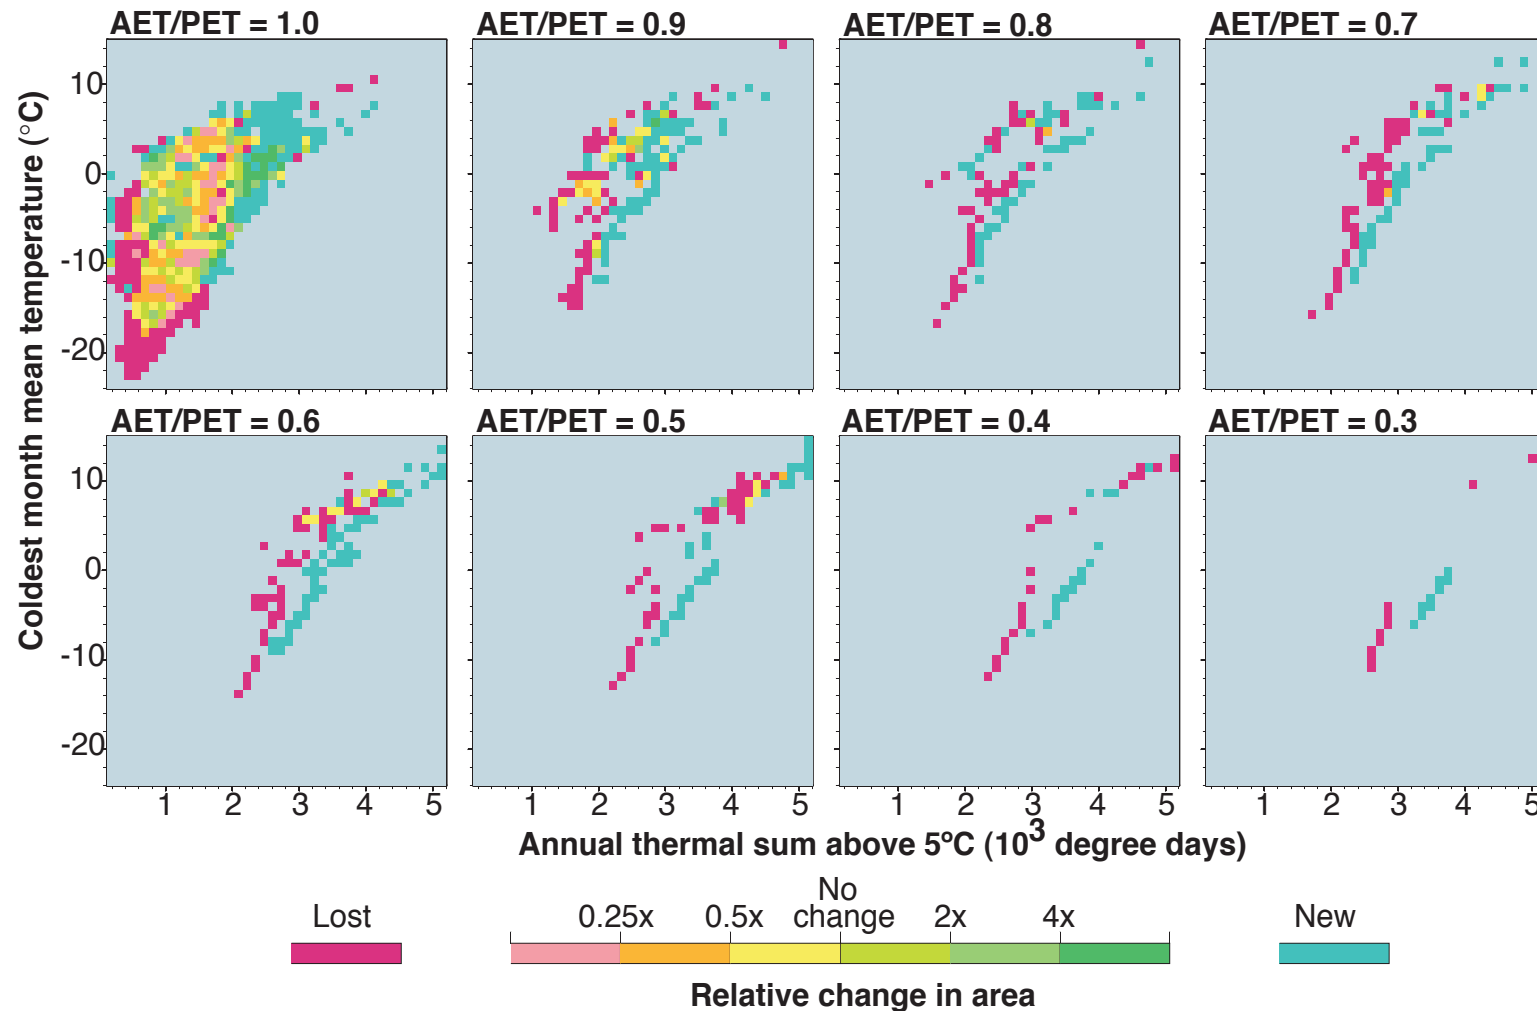 AET/PET = 1.0
AET/PET = 0.9
AET/PET = 0.8
AET/PET = 0.7
10
0
-10
-20
AET/PET = 0.6
AET/PET = 0.5
AET/PET = 0.4
AET/PET = 0.3
10
0
-10
-20
Coldest month mean temperature (°C)
1 2 3 4 5
1 2 3 4 5
1 2 3 4 5
1 2 3 4 5
Annual thermal sum above 5ºC (10³ degree days)
Lost
0.25x 0.5x No change 2x 4x
New
Relative change in area